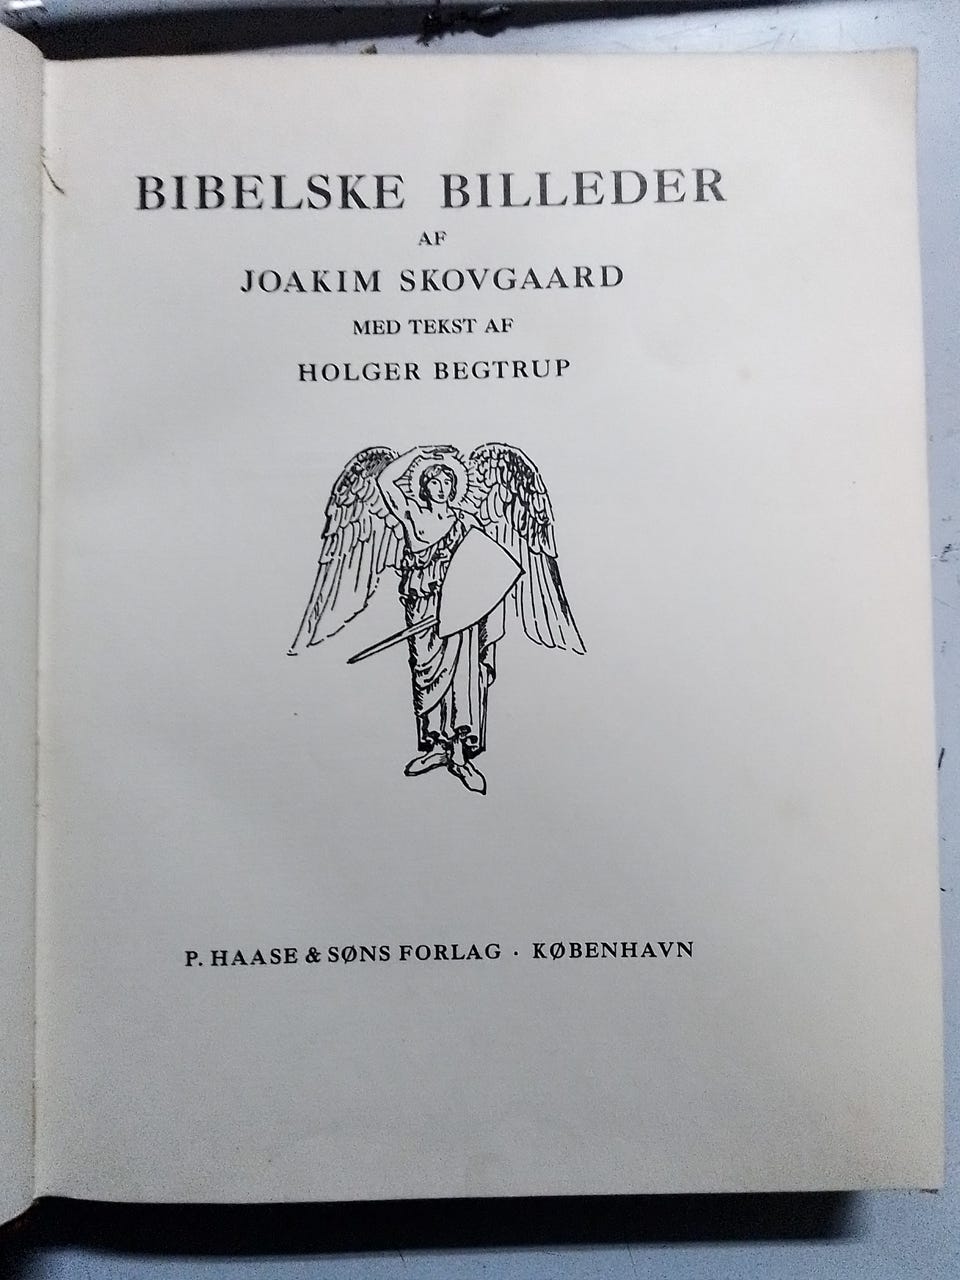 BIBELSKE BILLEDER
AF
JOAKIM SKOVGAARD
MED TEKST AF
HOLGER BEGTRUP
P. HAASE & SØNS FORLAG · KØBENHAVN